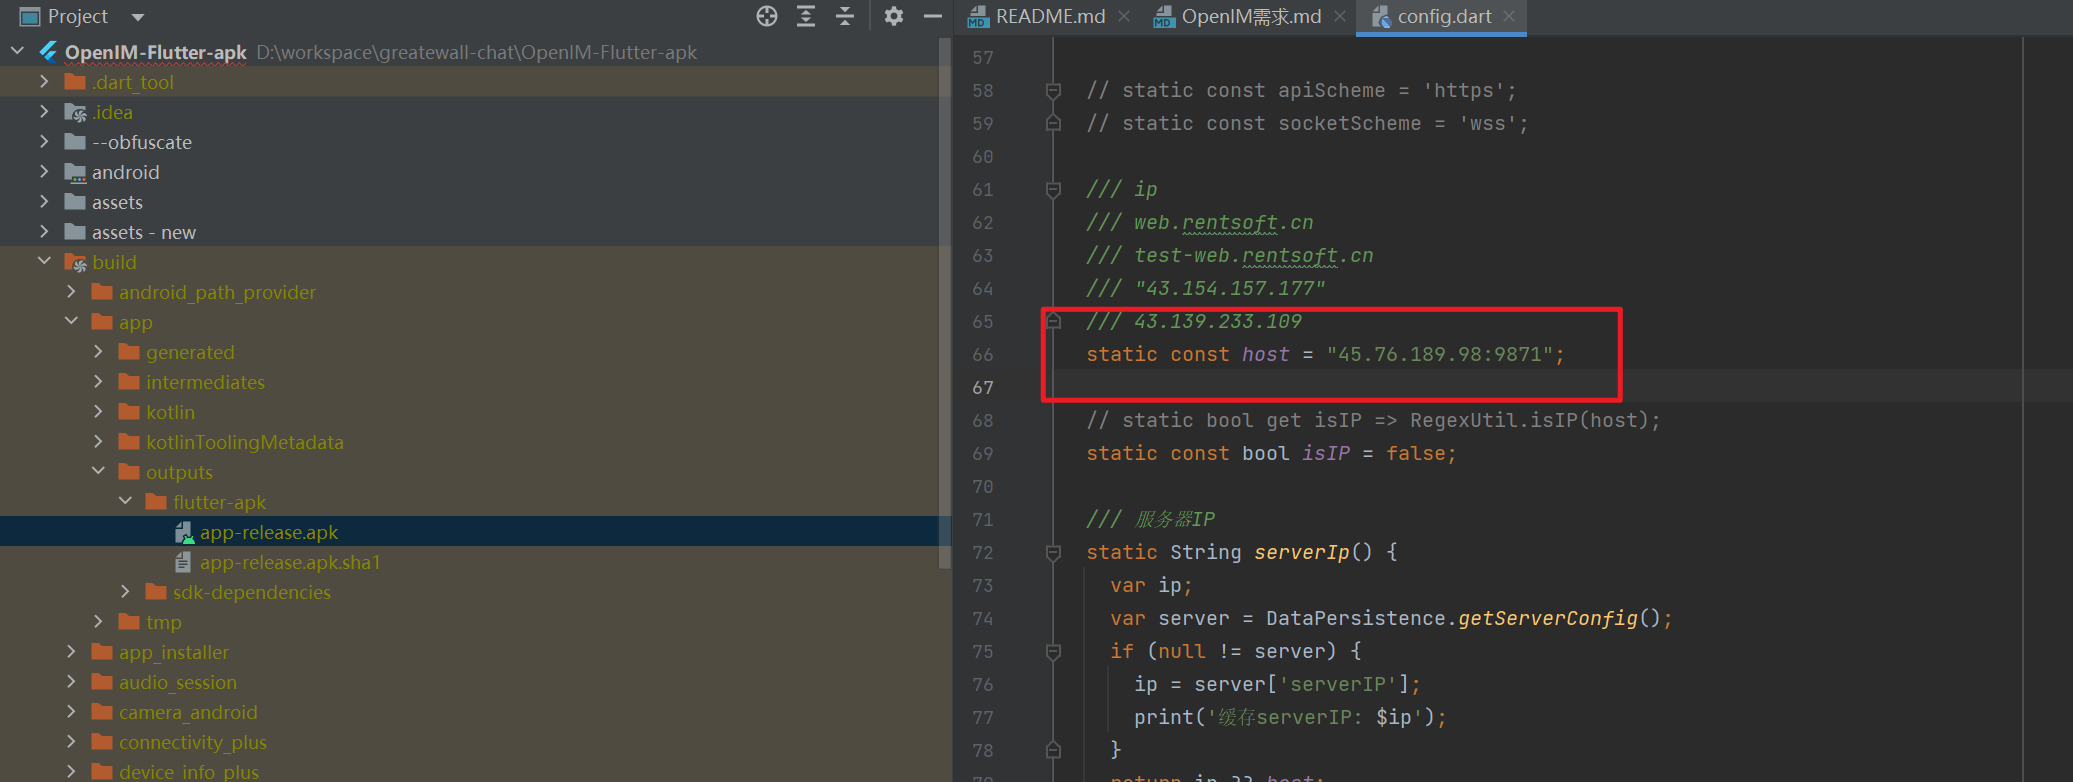 Project
OpenIM-Flutter-apk D:\workspace\greatewall-chat\OpenIM-Flutter-apk
.dart_tool
.idea
--obfuscate
android
assets
assets - new
build
android_path_provider
app
generated
intermediates
kotlin
kotlinToolingMetadata
outputs
flutter-apk
app-release.apk
app-release.apk.sha1
sdk-dependencies
tmp
app_installer
audio_session
camera_android
connectivity_plus
device_info_plus
README.md
OpenIM需求.md
config.dart
57
58 // static const apiScheme = 'https';
59 // static const socketScheme = 'wss';
60
61 /// ip
62 /// web.rentsoft.cn
63 /// test-web.rentsoft.cn
64 /// "43.154.157.177"
65 /// 43.139.233.109
66 static const host = "45.76.189.98:9871";
67
68 // static bool get isIP => RegexUtil.isIP(host);
69 static const bool isIP = false;
70
71 /// 服务器IP
72 static String serverIp() {
73 var ip;
74 var server = DataPersistence.getServerConfig();
75 if (null != server) {
76 ip = server['serverIP'];
77 print('缓存serverIP: $ip');
78 }
79 return ip ?? host;